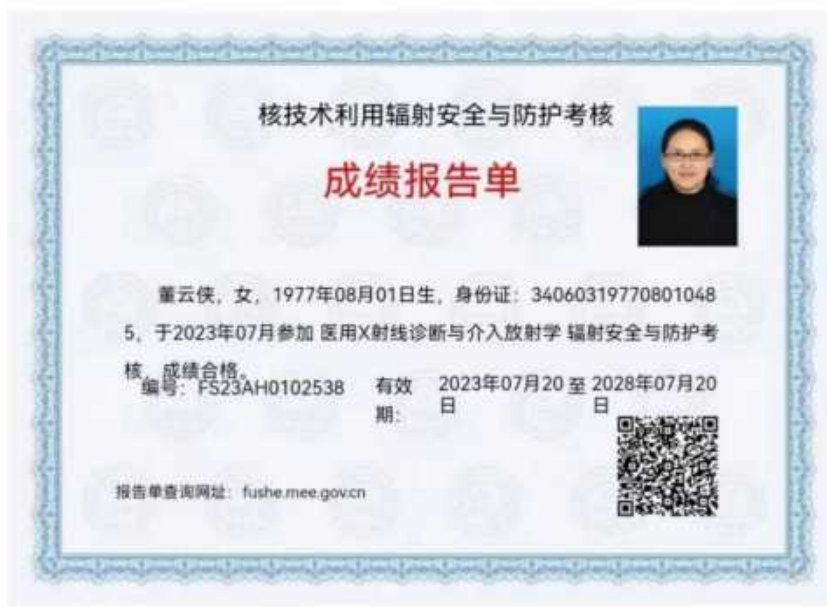 核技术利用辐射安全与防护考核
成绩报告单
董云侠，女，1977年08月01日生，身份证：34060319770801048
5，于2023年07月参加 医用X射线诊断与介入放射学 辐射安全与防护考
核，成绩合格。
编号：FS23AH0102538 有效期： 2023年07月20日 至 2028年07月20日
报告单查询网址：fushe.mee.gov.cn